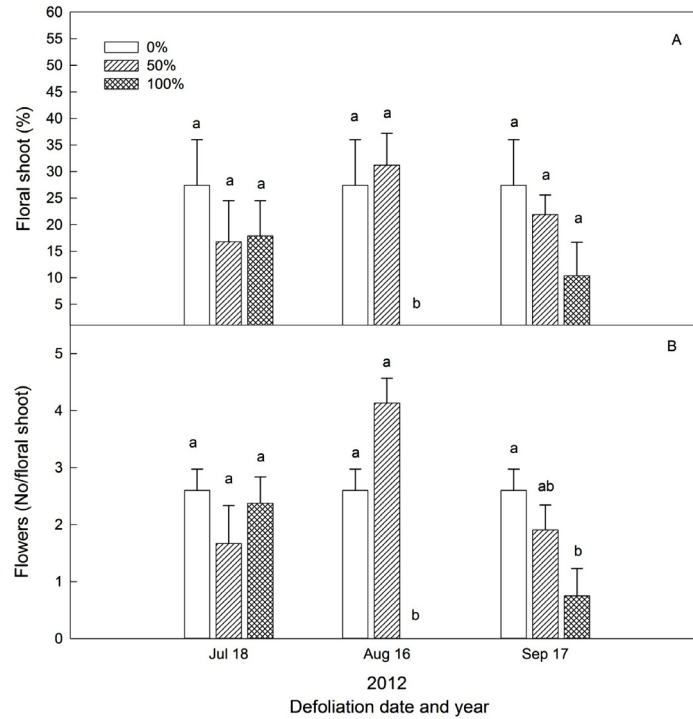 60
55
50
45
40
35
30
25
20
15
10
5
Floral shoot (%)
0%
50%
100%
A
a
a
a
a
a
b
a
a
a
5
4
3
2
1
0
Flowers (No/floral shoot)
B
a
a
a
a
a
b
a
ab
b
Jul 18
Aug 16
Sep 17
2012
Defoliation date and year